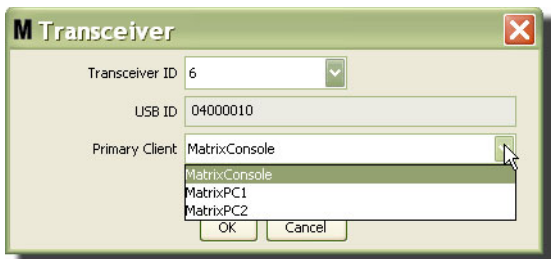 M Transceiver
Transceiver ID 6
USB ID 04000010
Primary Client MatrixConsole
MatrixConsole
MatrixPC1
MatrixPC2
OK Cancel